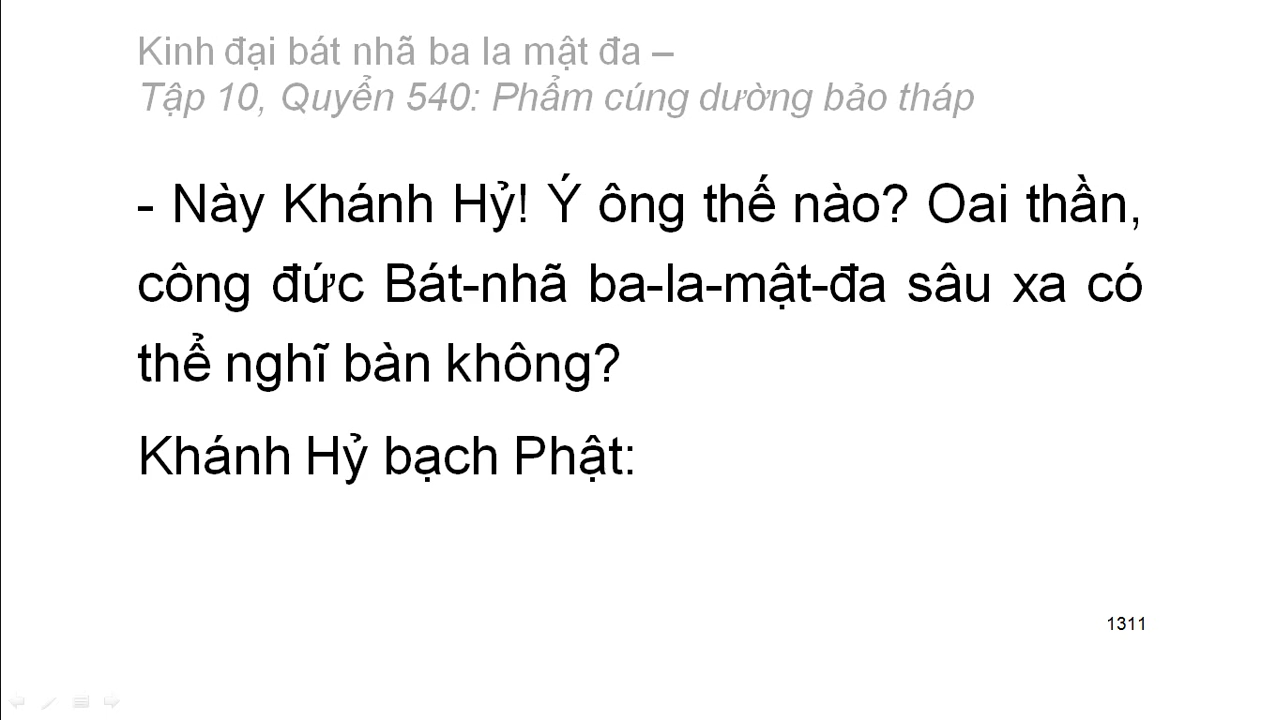 Kinh đại bát nhã ba la mật đa –
Tập 10, Quyển 540: Phẩm cúng dường bảo tháp
- Này Khánh Hỷ! Ý ông thế nào? Oai thần,
công đức Bát-nhã ba-la-mật-đa sâu xa có
thể nghĩ bàn không?
Khánh Hỷ bạch Phật:
1311